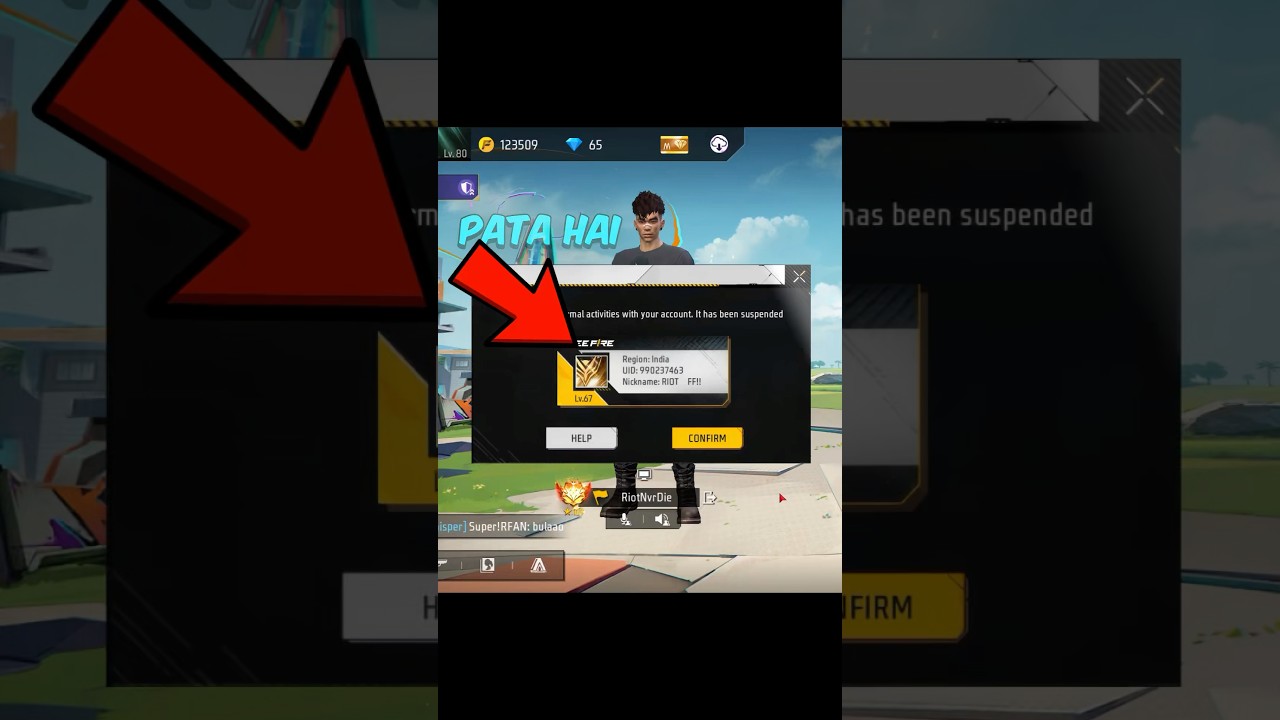 Lv.80
123509
65
M
PATA HAI
rmal activities with your account. It has been suspended
EE FIRE
Region: India
UID: 990237463
Nickname: RIOT FF!!
Lv.67
HELP
CONFIRM
RiotNvrDie
isper] Super!RFAN: bulaao
has been suspended
NFIRM